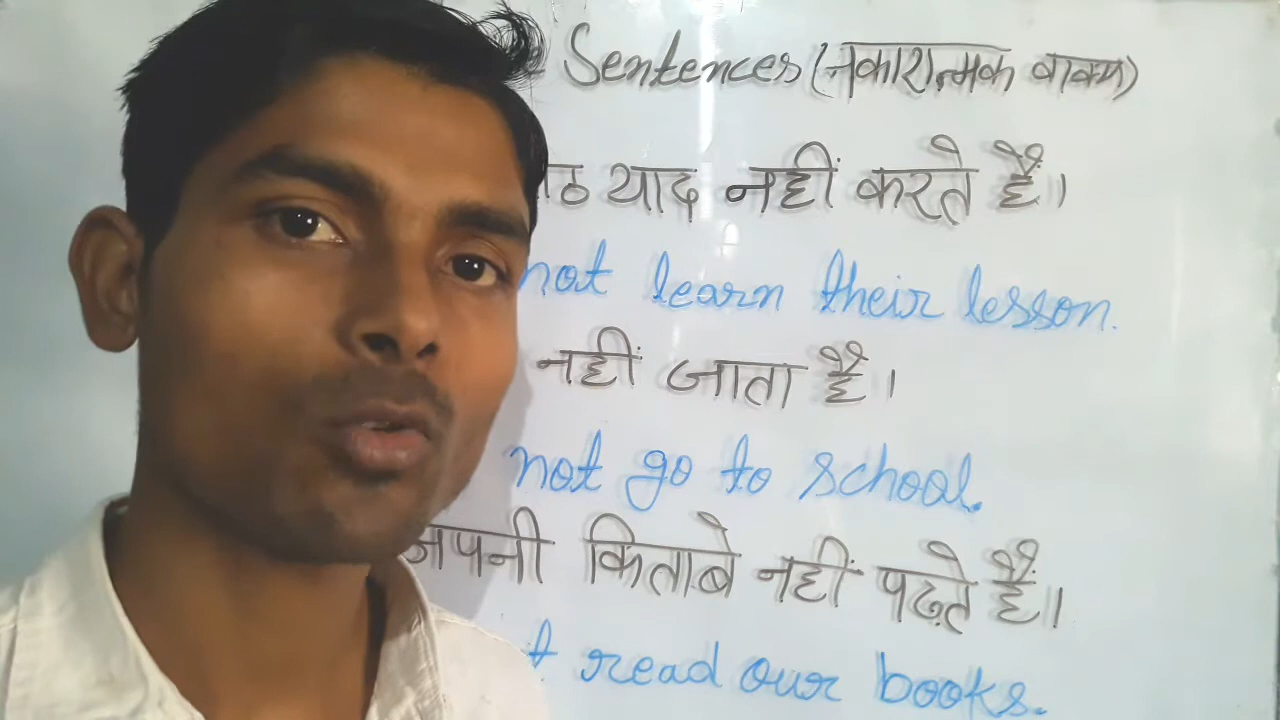 Sentences (नकारात्मक वाक्य)
याद नहीं करते हैं।
not learn their lesson.
नहीं जाता है।
not go to school.
किताबे नहीं पढ़ते हैं।
read our books.